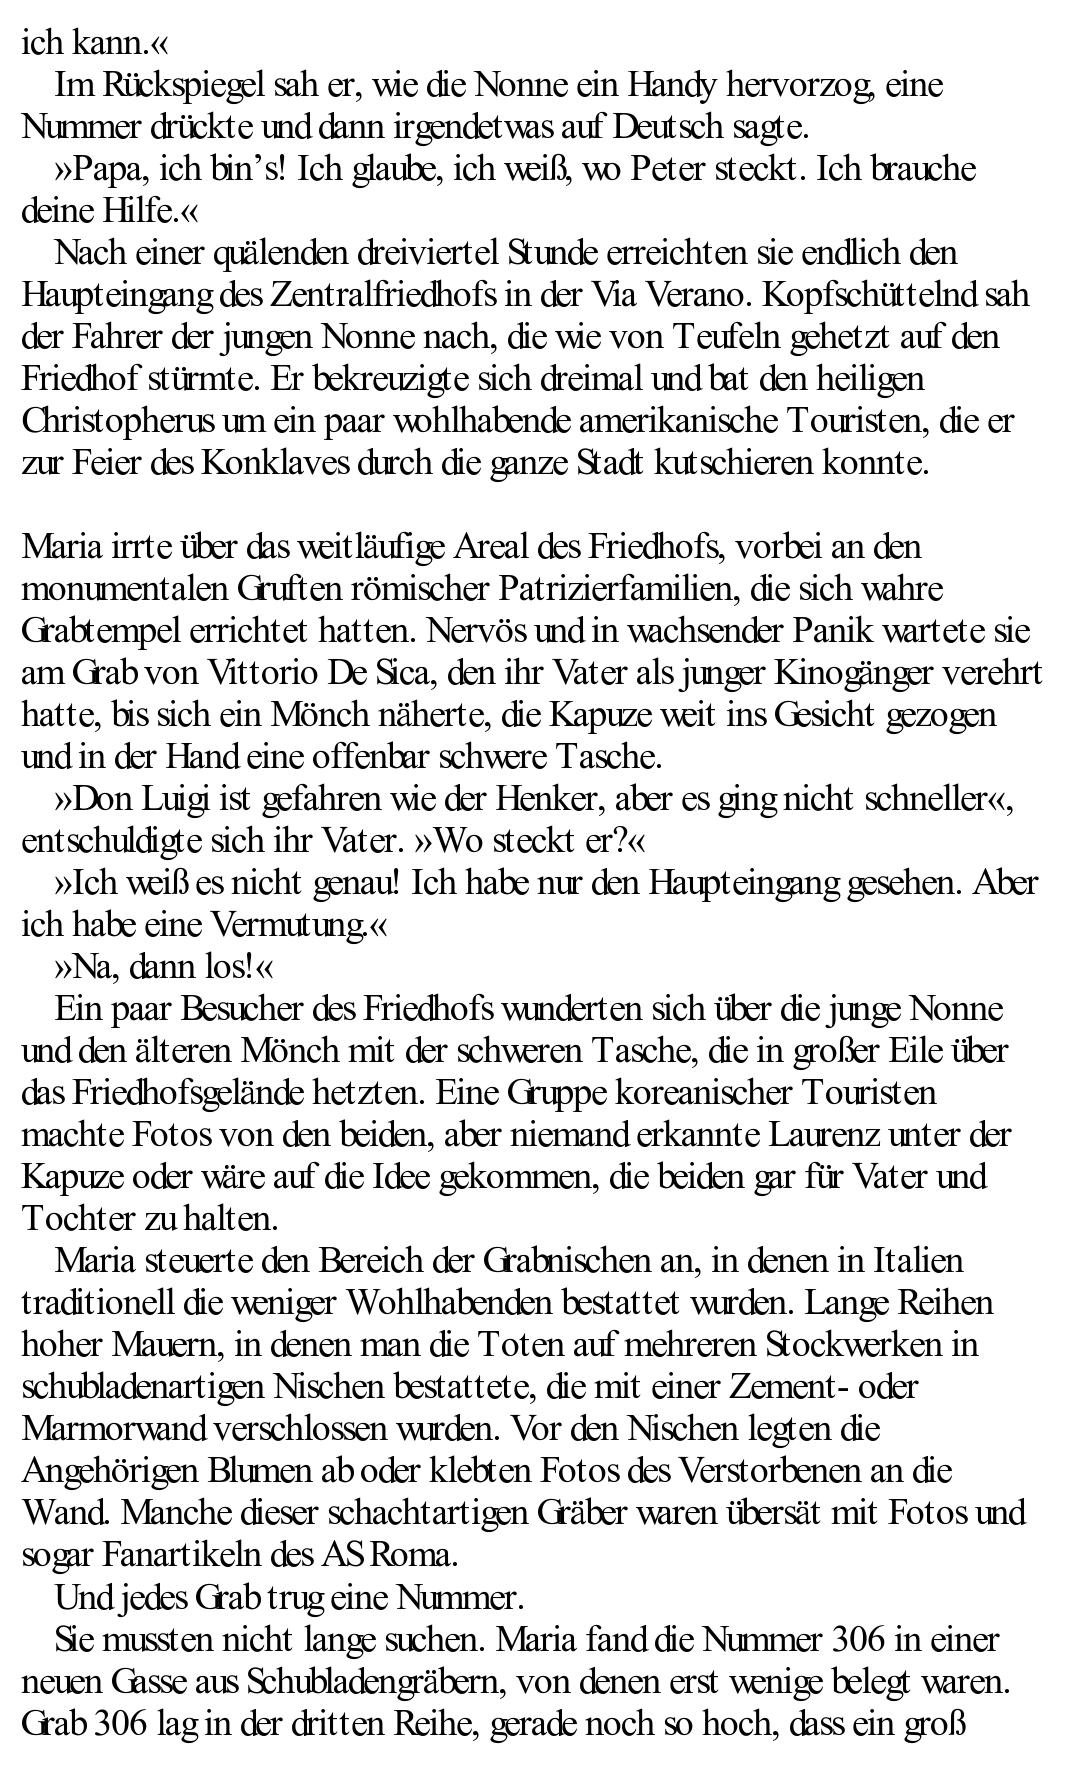 ich kann.«
Im Rückspiegel sah er, wie die Nonne ein Handy hervorzog, eine
Nummer drückte und dann irgendetwas auf Deutsch sagte.
»Papa, ich bin’s! Ich glaube, ich weiß, wo Peter steckt. Ich brauche
deine Hilfe.«
Nach einer quälenden dreiviertel Stunde erreichten sie endlich den
Haupteingang des Zentralfriedhofs in der Via Verano. Kopfschüttelnd sah
der Fahrer der jungen Nonne nach, die wie von Teufeln gehetzt auf den
Friedhof stürmte. Er bekreuzigte sich dreimal und bat den heiligen
Christopherus um ein paar wohlhabende amerikanische Touristen, die er
zur Feier des Konklaves durch die ganze Stadt kutschieren konnte.
Maria irrte über das weitläufige Areal des Friedhofs, vorbei an den
monumentalen Gruften römischer Patrizierfamilien, die sich wahre
Grabtempel errichtet hatten. Nervös und in wachsender Panik wartete sie
am Grab von Vittorio De Sica, den ihr Vater als junger Kinogänger verehrt
hatte, bis sich ein Mönch näherte, die Kapuze weit ins Gesicht gezogen
und in der Hand eine offenbar schwere Tasche.
»Don Luigi ist gefahren wie der Henker, aber es ging nicht schneller«,
entschuldigte sich ihr Vater. »Wo steckt er?«
»Ich weiß es nicht genau! Ich habe nur den Haupteingang gesehen. Aber
ich habe eine Vermutung.«
»Na, dann los!«
Ein paar Besucher des Friedhofs wunderten sich über die junge Nonne
und den älteren Mönch mit der schweren Tasche, die in großer Eile über
das Friedhofsgelände hetzten. Eine Gruppe koreanischer Touristen
machte Fotos von den beiden, aber niemand erkannte Laurenz unter der
Kapuze oder wäre auf die Idee gekommen, die beiden gar für Vater und
Tochter zu halten.
Maria steuerte den Bereich der Grabnischen an, in denen in Italien
traditionell die weniger Wohlhabenden bestattet wurden. Lange Reihen
hoher Mauern, in denen man die Toten auf mehreren Stockwerken in
schubladenartigen Nischen bestattete, die mit einer Zement- oder
Marmorwand verschlossen wurden. Vor den Nischen legten die
Angehörigen Blumen ab oder klebten Fotos des Verstorbenen an die
Wand. Manche dieser schachtartigen Gräber waren übersät mit Fotos und
sogar Fanartikeln des AS Roma.
Und jedes Grab trug eine Nummer.
Sie mussten nicht lange suchen. Maria fand die Nummer 306 in einer
neuen Gasse aus Schubladengräbern, von denen erst wenige belegt waren.
Grab 306 lag in der dritten Reihe, gerade noch so hoch, dass ein groß